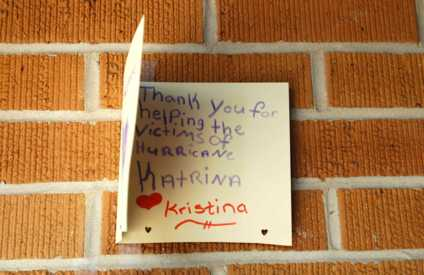 Thank you for
helping the
victims of
Hurricane
Katrina
Kristina